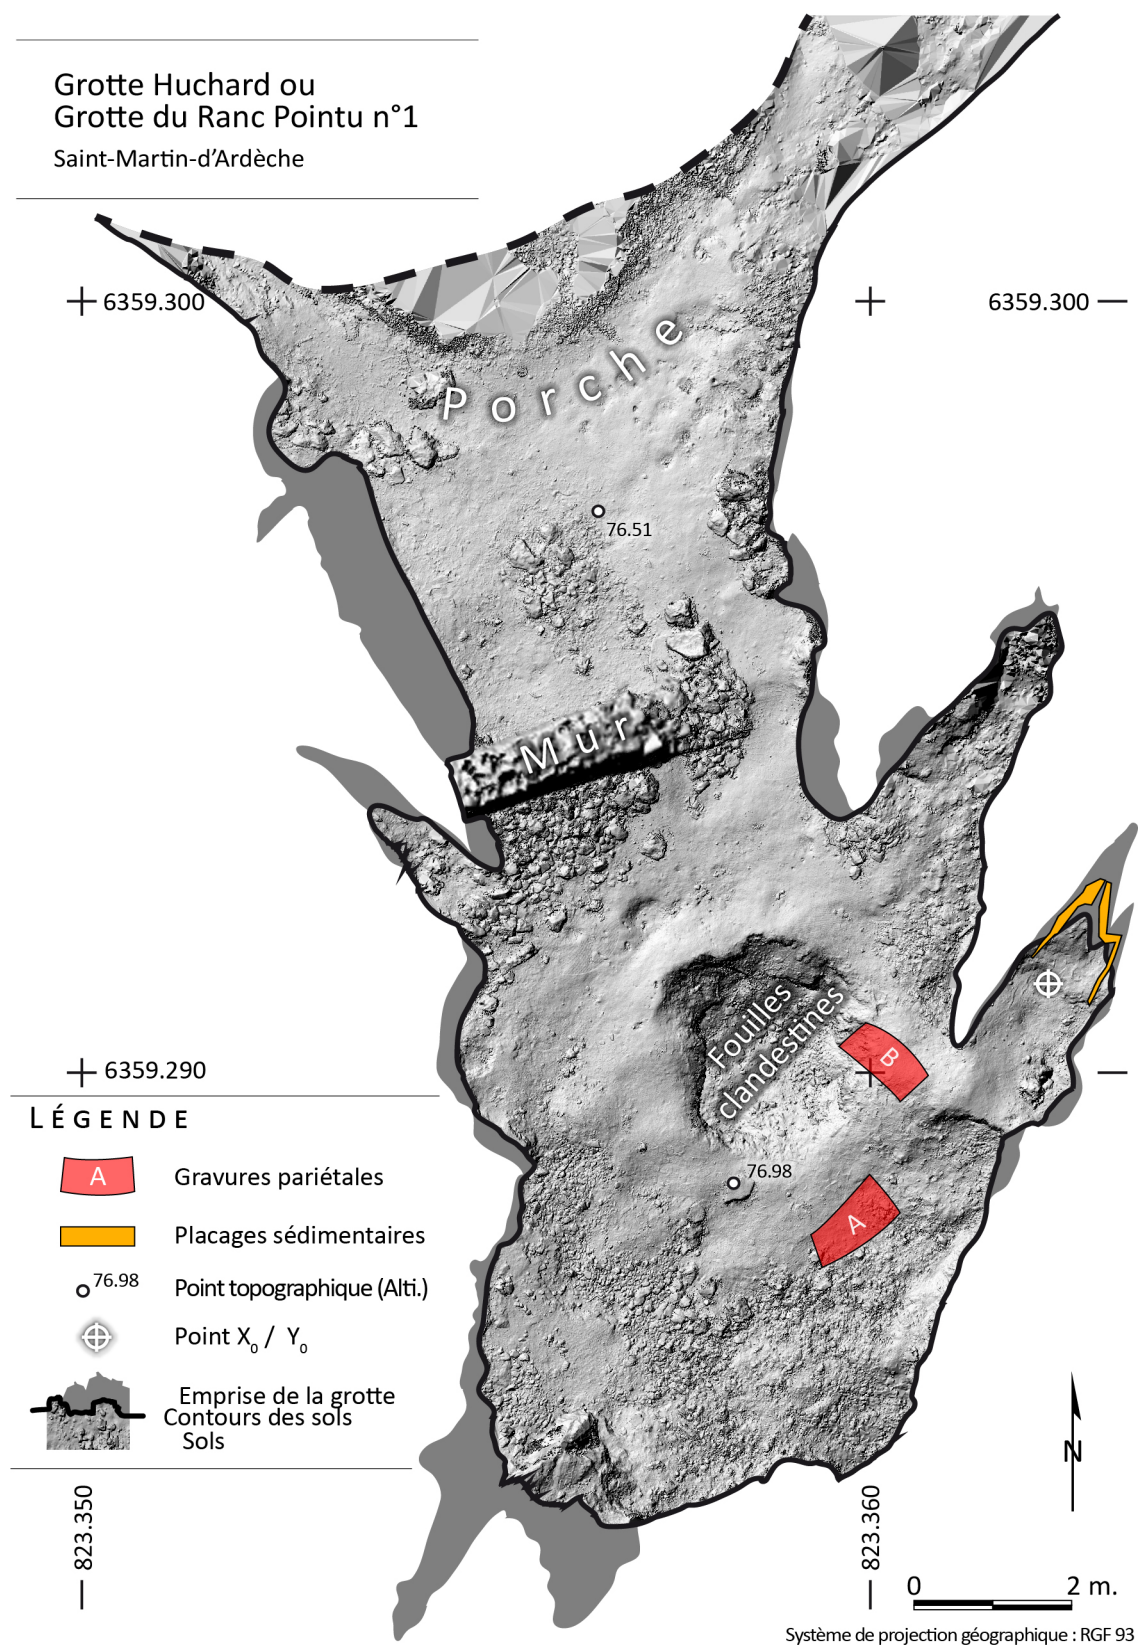 Grotte Huchard ou
Grotte du Ranc Pointu n°1
Saint-Martin-d'Ardèche
6359.300
6359.300
Porche
76.51
Mur
Fouilles
clandestines
B
6359.290
76.98
A
LÉGENDE
A
Gravures pariétales
Placages sédimentaires
76.98
Point topographique (Alti.)
Point X0 / Y0
Emprise de la grotte
Contours des sols
Sols
N
823.350
823.360
0 2 m.
Système de projection géographique : RGF 93